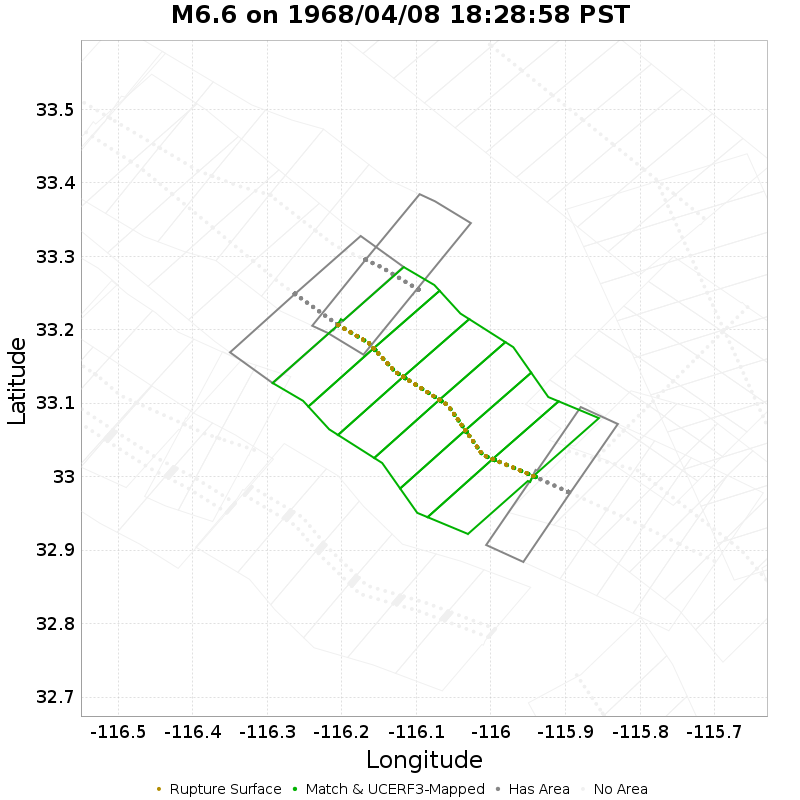 M6.6 on 1968/04/08 18:28:58 PST
33.5
33.4
33.3
33.2
33.1
33
32.9
32.8
32.7
Latitude
-116.5 -116.4 -116.3 -116.2 -116.1 -116 -115.9 -115.8 -115.7
Longitude
Rupture Surface Match & UCERF3-Mapped Has Area No Area